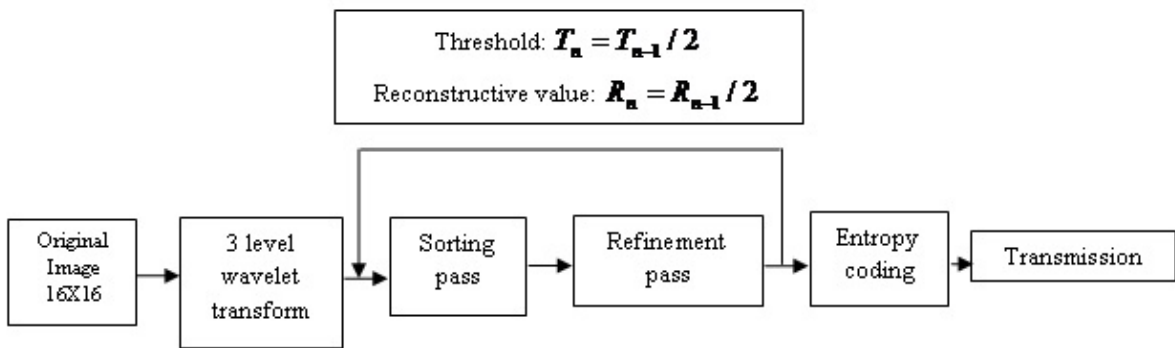 Threshold: Tₙ = Tₙ₋₁ / 2
Reconstructive value: Rₙ = Rₙ₋₁ / 2
Original
Image
16X16
3 level
wavelet
transform
Sorting
pass
Refinement
pass
Entropy
coding
Transmission